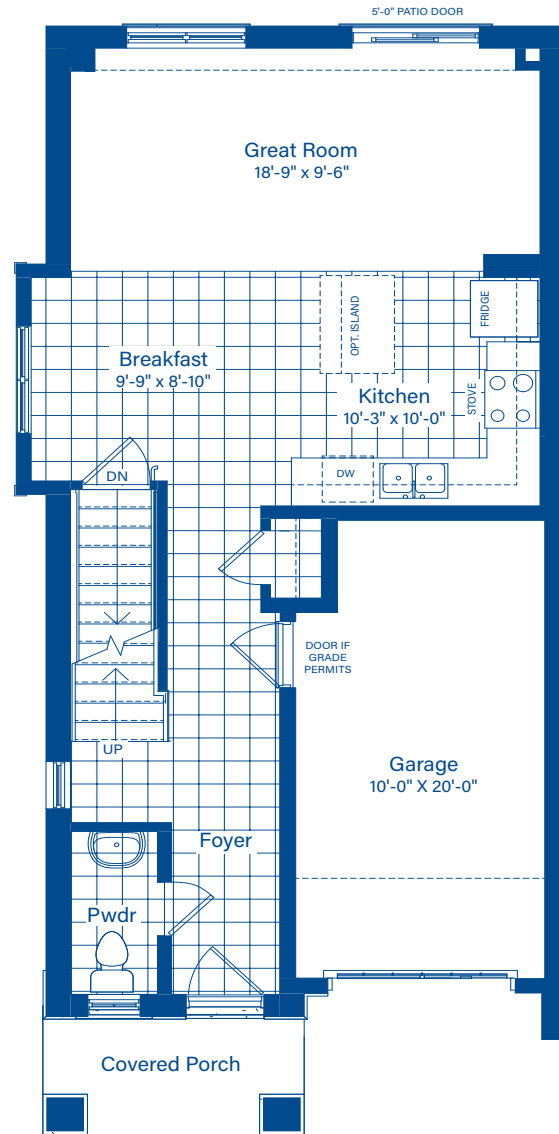 5'-0" PATIO DOOR
Great Room
18'-9" x 9'-6"
OPT. ISLAND
FRIDGE
Breakfast
9'-9" x 8'-10"
STOVE
Kitchen
10'-3" x 10'-0"
DN
DW
DOOR IF
GRADE
PERMITS
UP
Garage
10'-0" X 20'-0"
Foyer
Pwdr
Covered Porch